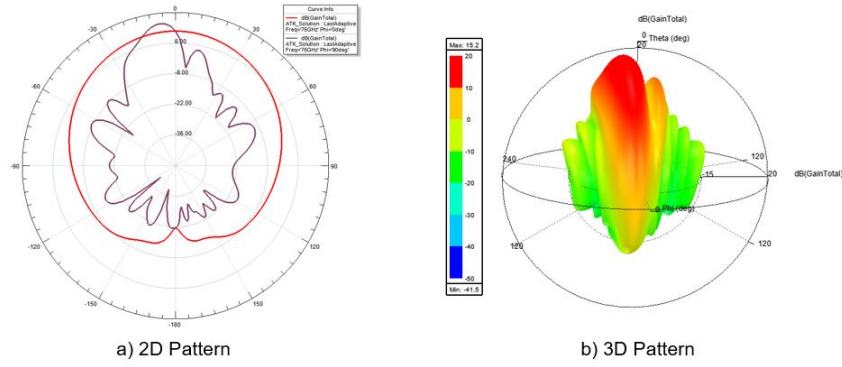 0
Curve Info
dB(GainTotal)
ATK_Solution : LastAdaptive
Freq='75GHz' Phi='0deg'
dB(GainTotal)
ATK_Solution : LastAdaptive
Freq='75GHz' Phi='90deg'
-30
30
6.00
-8.00
-60
60
-22.00
-36.00
-90
90
-120
120
-150
150
-180
dB(GainTotal)
Max: 15.2
0
Theta (deg)
20
20
10
0
-10
-20
-30
-40
-50
Min: -41.5
240
120
-15
20
dB(GainTotal)
0
Phi (deg)
120
120
a) 2D Pattern
b) 3D Pattern